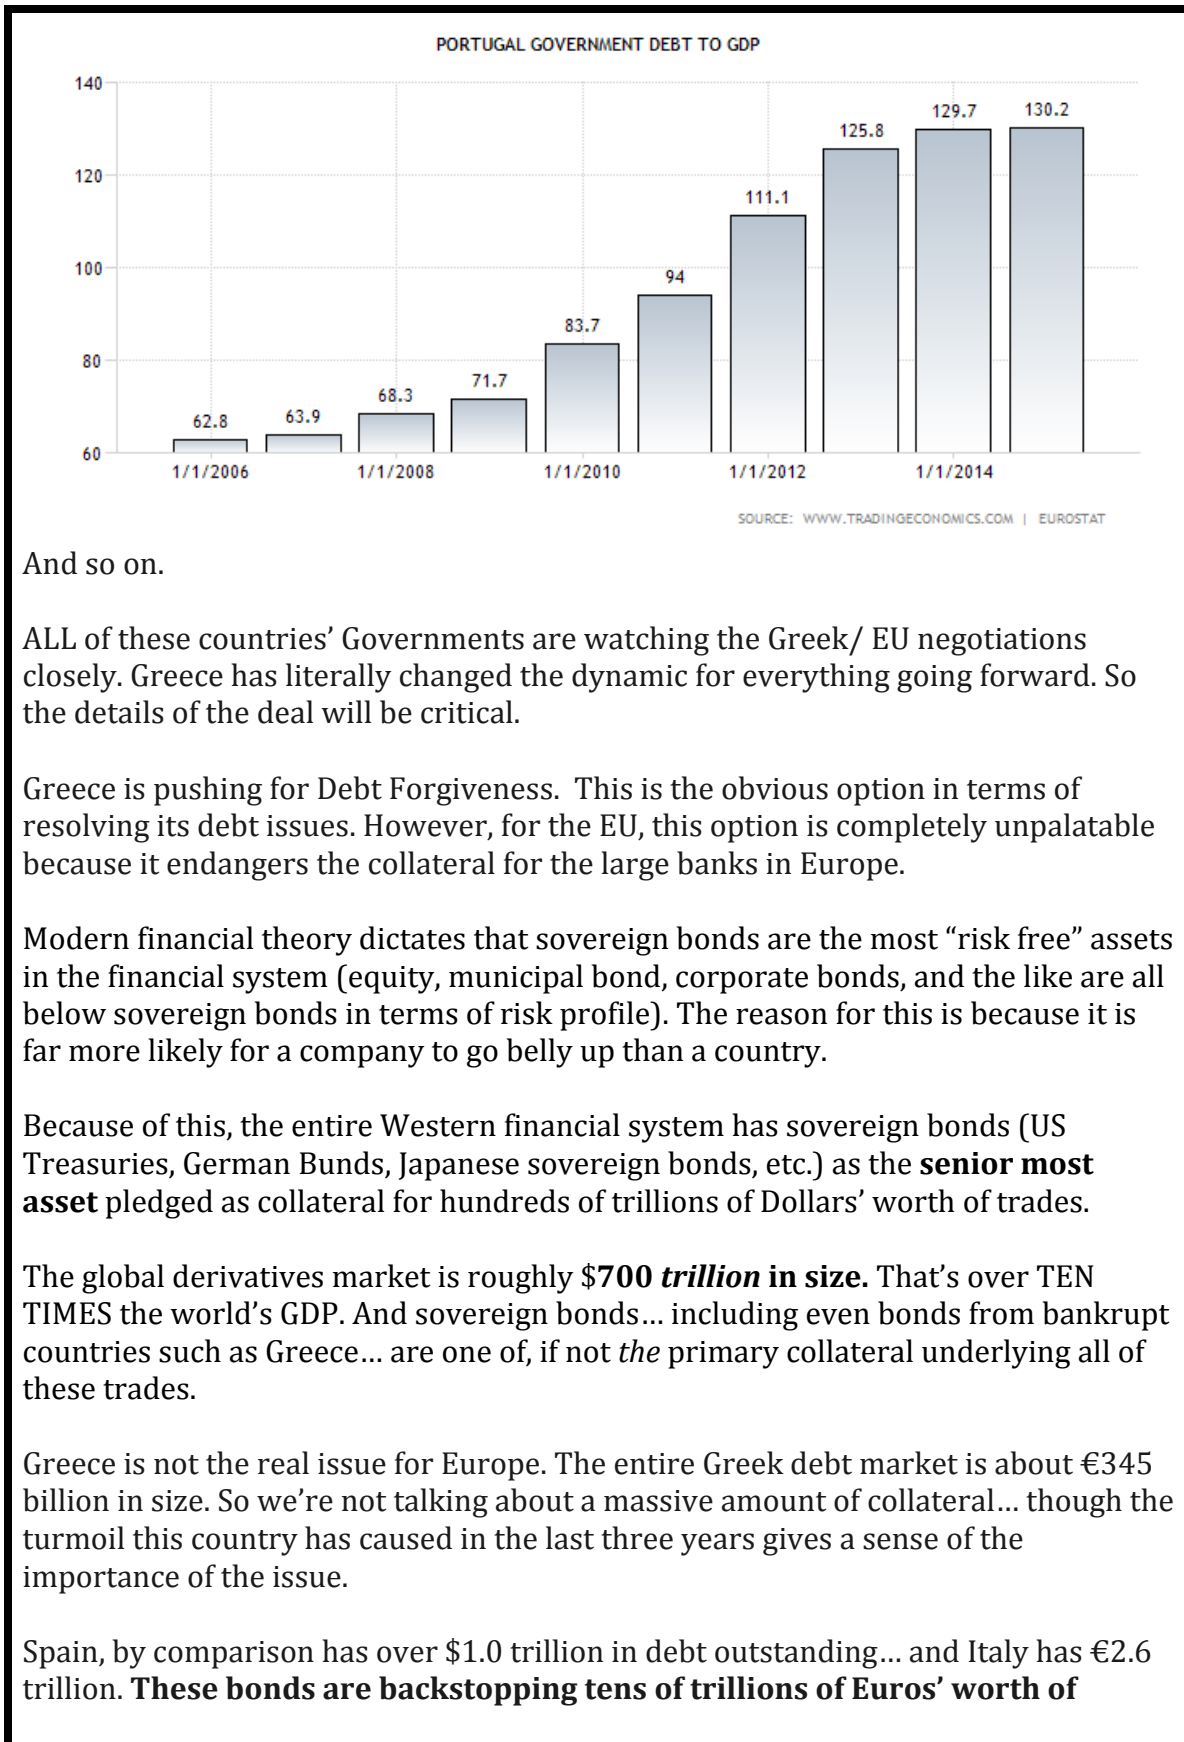 PORTUGAL GOVERNMENT DEBT TO GDP
140
120
100
80
60
62.8
63.9
68.3
71.7
83.7
94
111.1
125.8
129.7
130.2
1/1/2006
1/1/2008
1/1/2010
1/1/2012
1/1/2014
SOURCE: WWW.TRADINGECONOMICS.COM | EUROSTAT
And so on.
ALL of these countries’ Governments are watching the Greek/ EU negotiations
closely. Greece has literally changed the dynamic for everything going forward. So
the details of the deal will be critical.
Greece is pushing for Debt Forgiveness.  This is the obvious option in terms of
resolving its debt issues. However, for the EU, this option is completely unpalatable
because it endangers the collateral for the large banks in Europe.
Modern financial theory dictates that sovereign bonds are the most “risk free” assets
in the financial system (equity, municipal bond, corporate bonds, and the like are all
below sovereign bonds in terms of risk profile). The reason for this is because it is
far more likely for a company to go belly up than a country.
Because of this, the entire Western financial system has sovereign bonds (US
Treasuries, German Bunds, Japanese sovereign bonds, etc.) as the senior most
asset pledged as collateral for hundreds of trillions of Dollars’ worth of trades.
The global derivatives market is roughly $700 trillion in size. That’s over TEN
TIMES the world’s GDP. And sovereign bonds… including even bonds from bankrupt
countries such as Greece… are one of, if not the primary collateral underlying all of
these trades.
Greece is not the real issue for Europe. The entire Greek debt market is about €345
billion in size. So we’re not talking about a massive amount of collateral… though the
turmoil this country has caused in the last three years gives a sense of the
importance of the issue.
Spain, by comparison has over $1.0 trillion in debt outstanding… and Italy has €2.6
trillion. These bonds are backstopping tens of trillions of Euros’ worth of